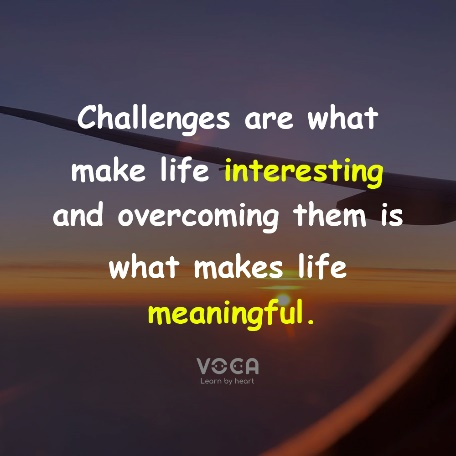 Challenges are what
make life interesting
and overcoming them is
what makes life
meaningful.
VOCA
Learn by heart